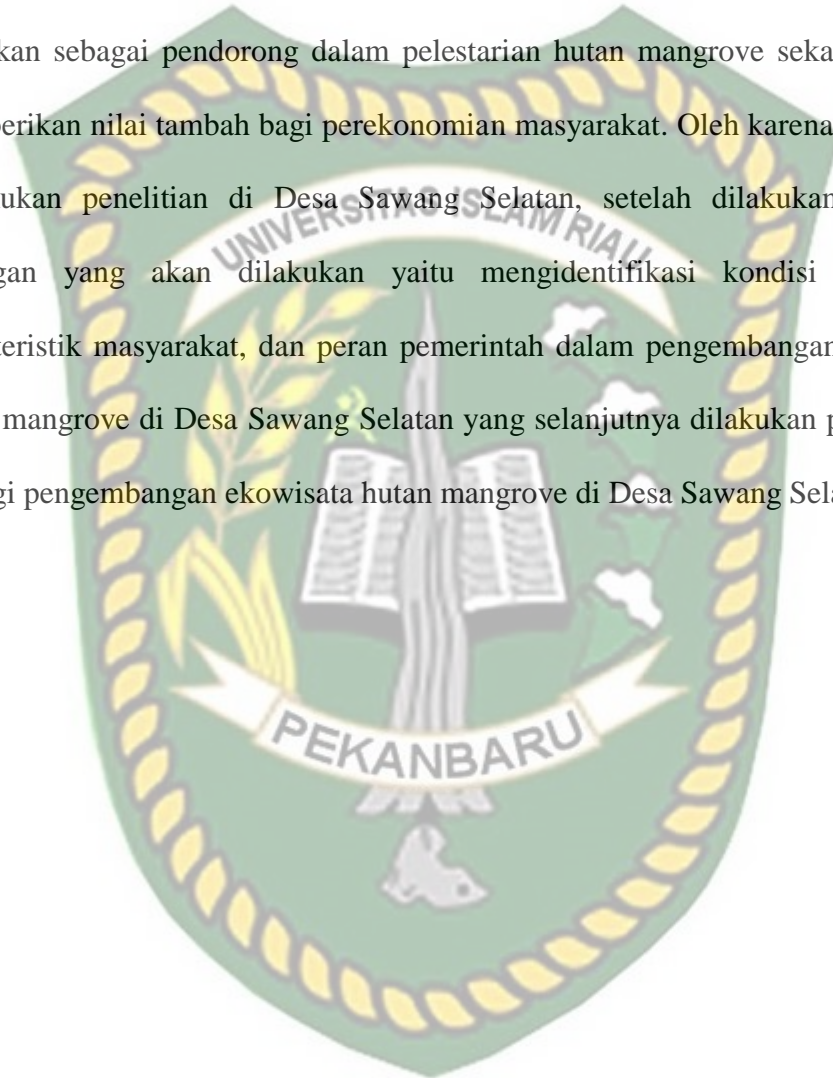 kan sebagai pendorong dalam pelestarian hutan mangrove seka
erikan nilai tambah bagi perekonomian masyarakat. Oleh karena
ukan penelitian di Desa Sawang Selatan, setelah dilakukan
UNIVERSITAS ISLAM RIAU
gan yang akan dilakukan yaitu mengidentifikasi kondisi
teristik masyarakat, dan peran pemerintah dalam pengembangan
mangrove di Desa Sawang Selatan yang selanjutnya dilakukan p
gi pengembangan ekowisata hutan mangrove di Desa Sawang Sela
PEKANBARU